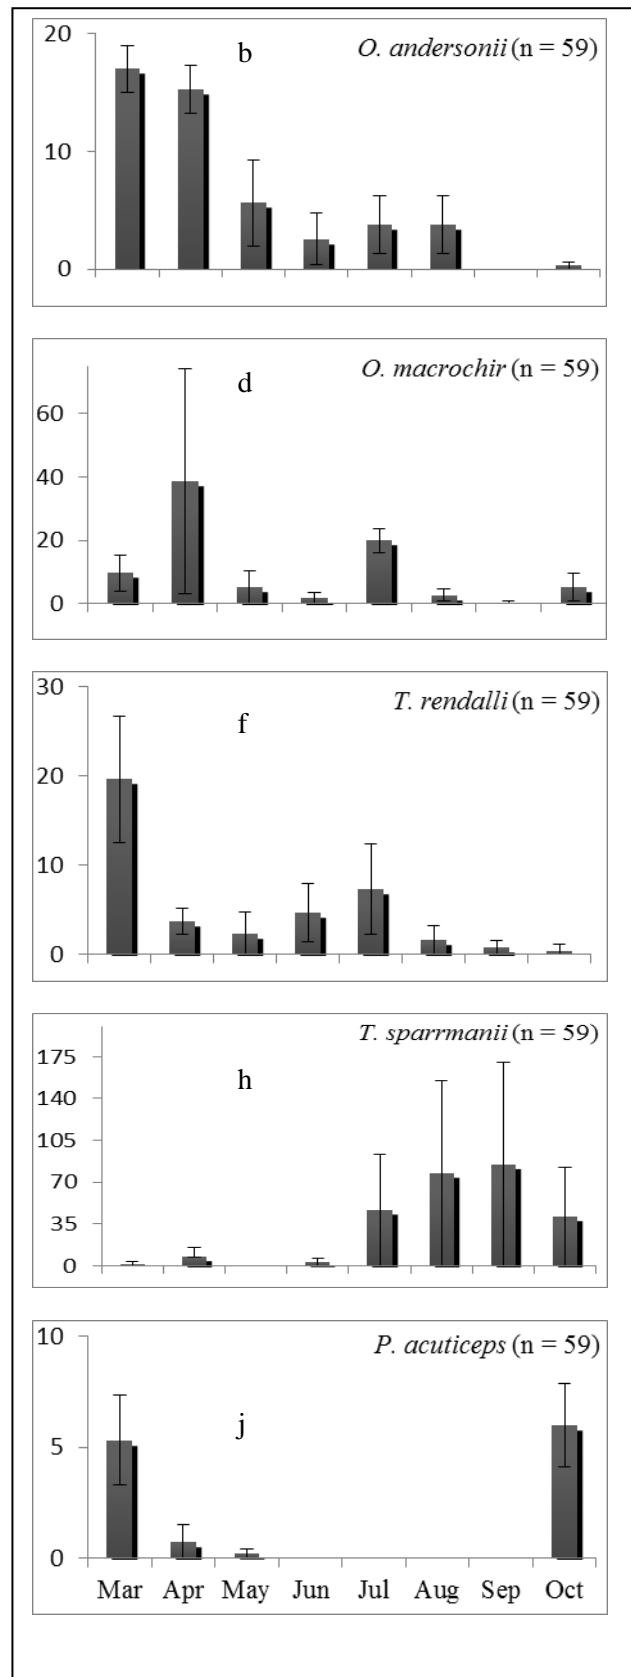 20
b
O. andersonii (n = 59)
10
0
d
O. macrochir (n = 59)
60
40
20
0
30
T. rendalli (n = 59)
f
20
10
0
T. sparrmanii (n = 59)
175
h
140
105
70
35
0
10
P. acuticeps (n = 59)
j
5
0
Mar Apr May Jun Jul Aug Sep Oct